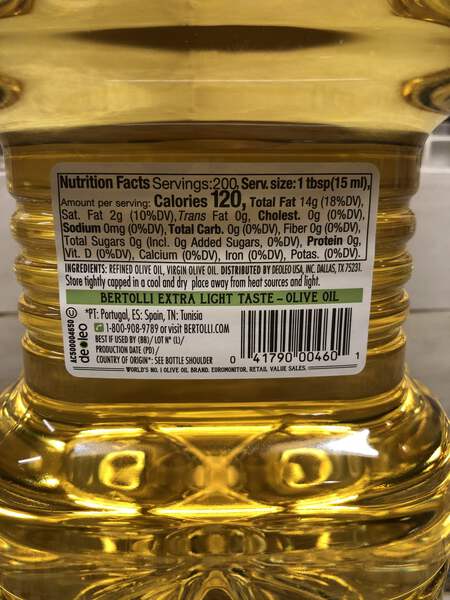 Nutrition Facts Servings:200, Serv. size: 1 tbsp(15 ml),
Amount per serving: Calories 120, Total Fat 14g (18%DV),
Sat. Fat 2g (10%DV), Trans Fat 0g, Cholest. 0g (0%DV),
Sodium 0mg (0%DV), Total Carb. 0g (0%DV), Fiber 0g (0%DV),
Total Sugars 0g (Incl. 0g Added Sugars, 0%DV), Protein 0g,
Vit. D (0%DV), Calcium (0%DV), Iron (0%DV), Potas. (0%DV).
INGREDIENTS: REFINED OLIVE OIL, VIRGIN OLIVE OIL. DISTRIBUTED BY DEOLEO USA, INC. DALLAS, TX 75231.
Store tightly capped in a cool and dry place away from heat sources and light.
BERTOLLI EXTRA LIGHT TASTE - OLIVE OIL
*PT: Portugal, ES: Spain, TN: Tunisia
1-800-908-9789 or visit BERTOLLI.COM
BEST IF USED BY (BB)/ LOT Nº (L)/
PRODUCTION DATE (PD)/
COUNTRY OF ORIGIN*: SEE BOTTLE SHOULDER
AC500004650 ©
deoleo
0 41790 00460 1
WORLD'S NO. 1 OLIVE OIL BRAND. EUROMONITOR. RETAIL VALUE SALES.